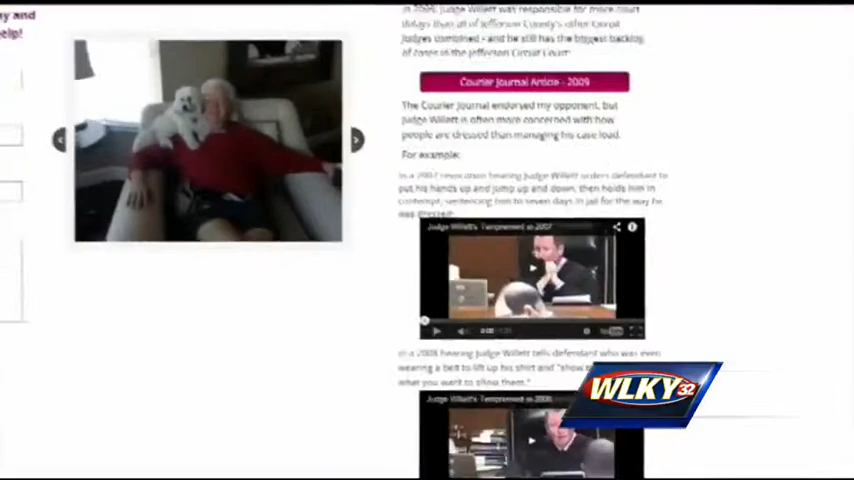 ay and
elp!
In 2009, Judge Willett was responsible for more court
delays than all of Jefferson County's other Circuit
Judges combined - and he still has the biggest backlog
of cases in the Jefferson Circuit Court.
Courier Journal Article - 2009
The Courier Journal endorsed my opponent, but
Judge Willett is often more concerned with how
people are dressed than managing his case load.
For example:
In a 2007 revocation hearing Judge Willett orders defendant to
put his hands up and jump up and down, then holds him in
contempt, sentencing him to seven days in jail for the way he
was dressed:
Judge Willett's Temprement in 2007
0:00
In a 2008 hearing Judge Willett tells defendant who was even
wearing a belt to lift up his shirt and "show
what you want to show them."
Judge Willett's Temprement in 2008
WLKY 32